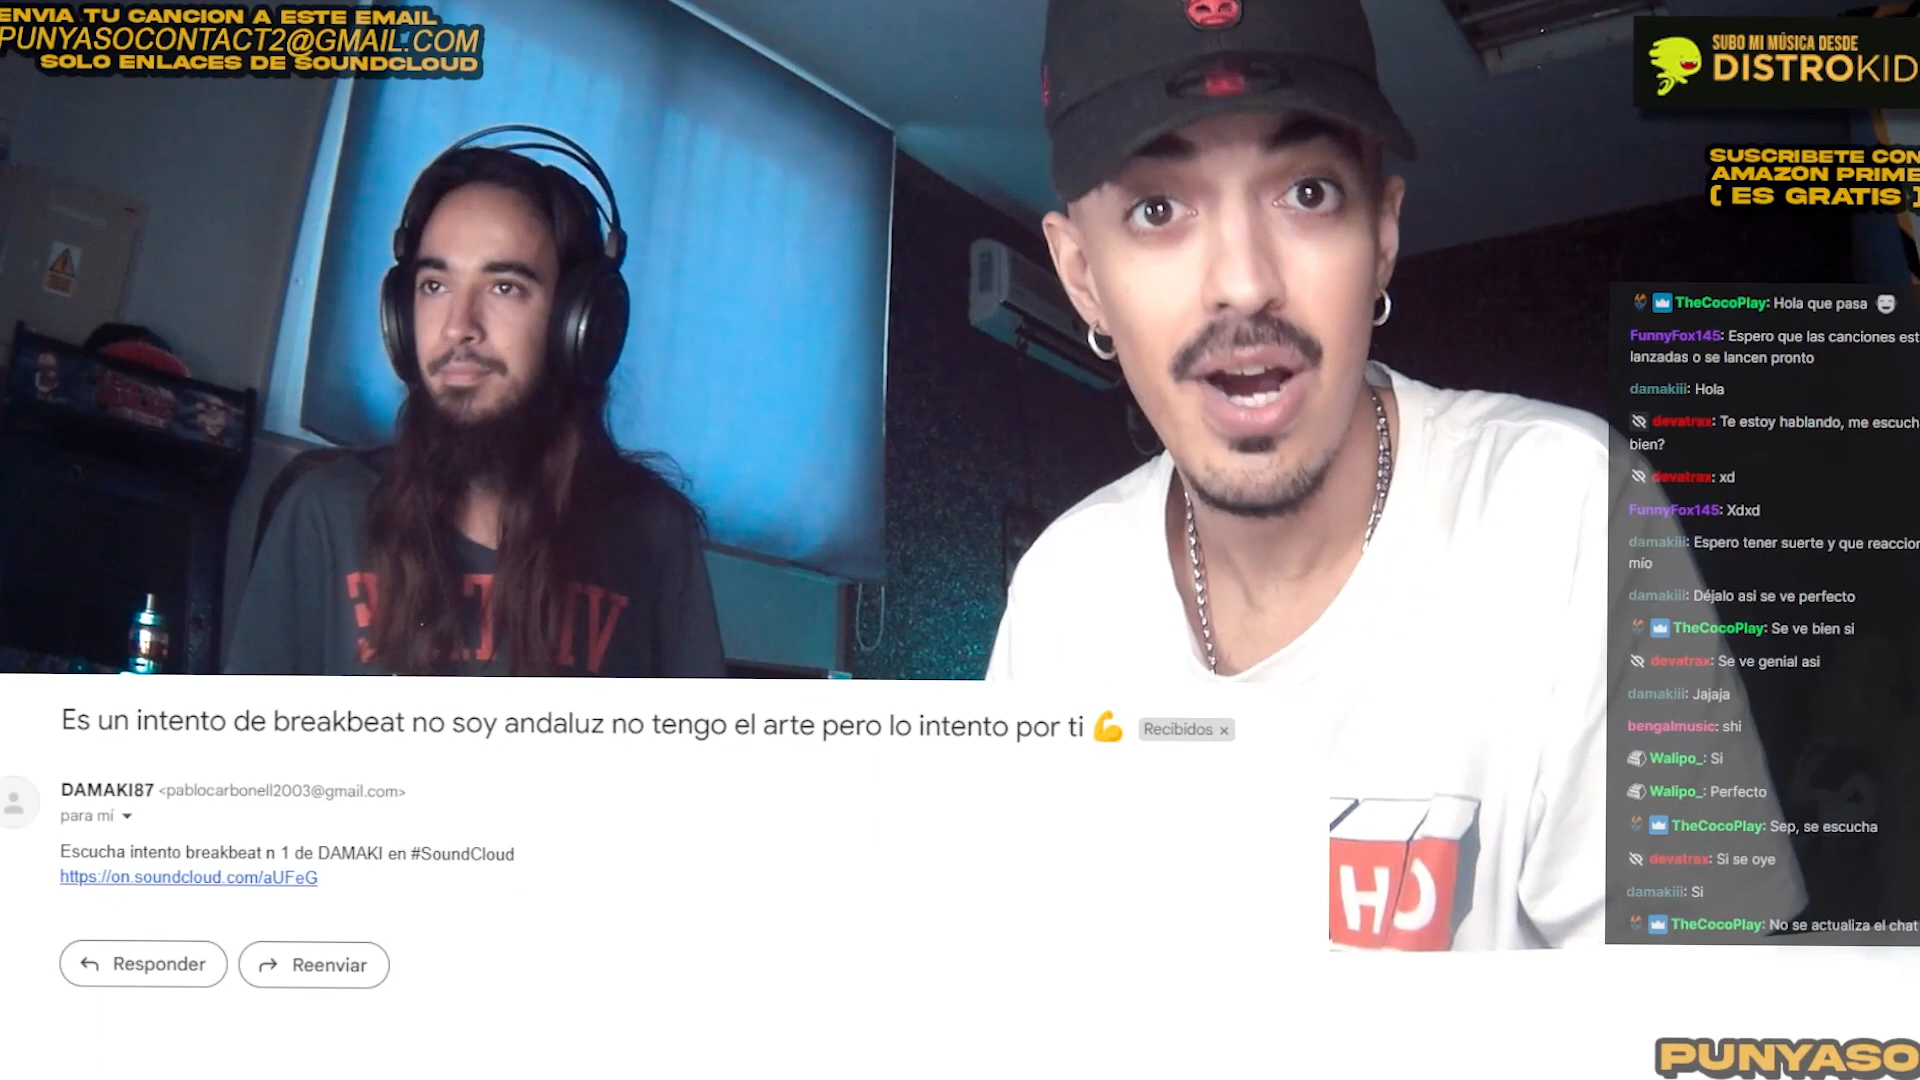 ENVIA TU CANCION A ESTE EMAIL
PUNYASOCONTACT2@GMAIL.COM
SOLO ENLACES DE SOUNDCLOUD
SUBO MI MÚSICA DESDE
DISTROKID
SUSCRIBETE CON
AMAZON PRIME
( ES GRATIS )
TheCocoPlay: Hola que pasa
FunnyFox145: Espero que las canciones est
lanzadas o se lancen pronto
damakiii: Hola
devatrax: Te estoy hablando, me escuch
bien?
devatrax: xd
FunnyFox145: Xdxd
damakiii: Espero tener suerte y que reaccion
mío
damakiii: Déjalo asi se ve perfecto
TheCocoPlay: Se ve bien si
devatrax: Se ve genial asi
damakiii: Jajaja
bengalmusic: shi
Walipo_: Si
Walipo_: Perfecto
TheCocoPlay: Sep, se escucha
devatrax: Si se oye
damakiii: Si
TheCocoPlay: No se actualiza el chat
Es un intento de breakbeat no soy andaluz no tengo el arte pero lo intento por ti 💪 Recibidos ×
DAMAKI87 <pablocarbonell2003@gmail.com>
para mí
Escucha intento breakbeat n 1 de DAMAKI en #SoundCloud
https://on.soundcloud.com/aUFeG
Responder
Reenviar
PUNYASO